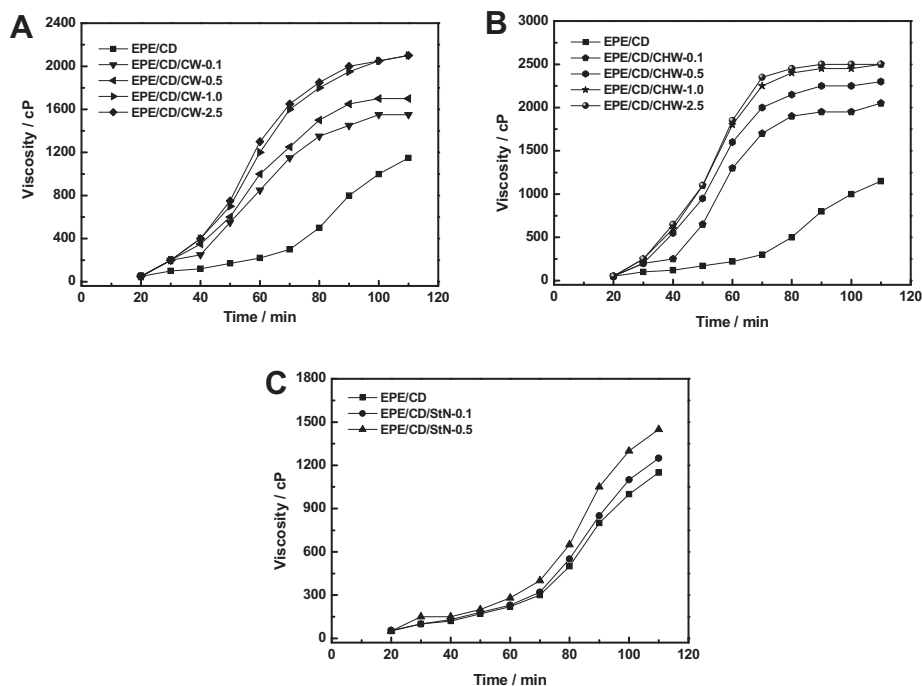 A
EPE/CD
EPE/CD/CW-0.1
EPE/CD/CW-0.5
EPE/CD/CW-1.0
EPE/CD/CW-2.5
Viscosity / cP
2400
2000
1600
1200
800
400
0
0 20 40 60 80 100 120
Time / min
B
EPE/CD
EPE/CD/CHW-0.1
EPE/CD/CHW-0.5
EPE/CD/CHW-1.0
EPE/CD/CHW-2.5
Viscosity / cP
3000
2500
2000
1500
1000
500
0
0 20 40 60 80 100 120
Time / min
C
EPE/CD
EPE/CD/StN-0.1
EPE/CD/StN-0.5
Viscosity / cP
1800
1500
1200
900
600
300
0
0 20 40 60 80 100 120
Time / min